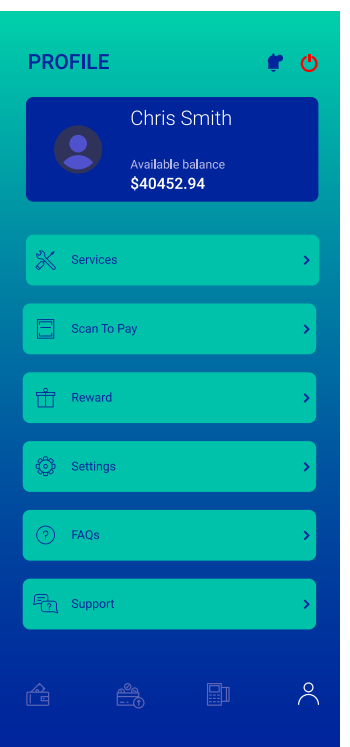 PROFILE
Chris Smith
Available balance
$40452.94
Services
Scan To Pay
Reward
Settings
FAQs
Support